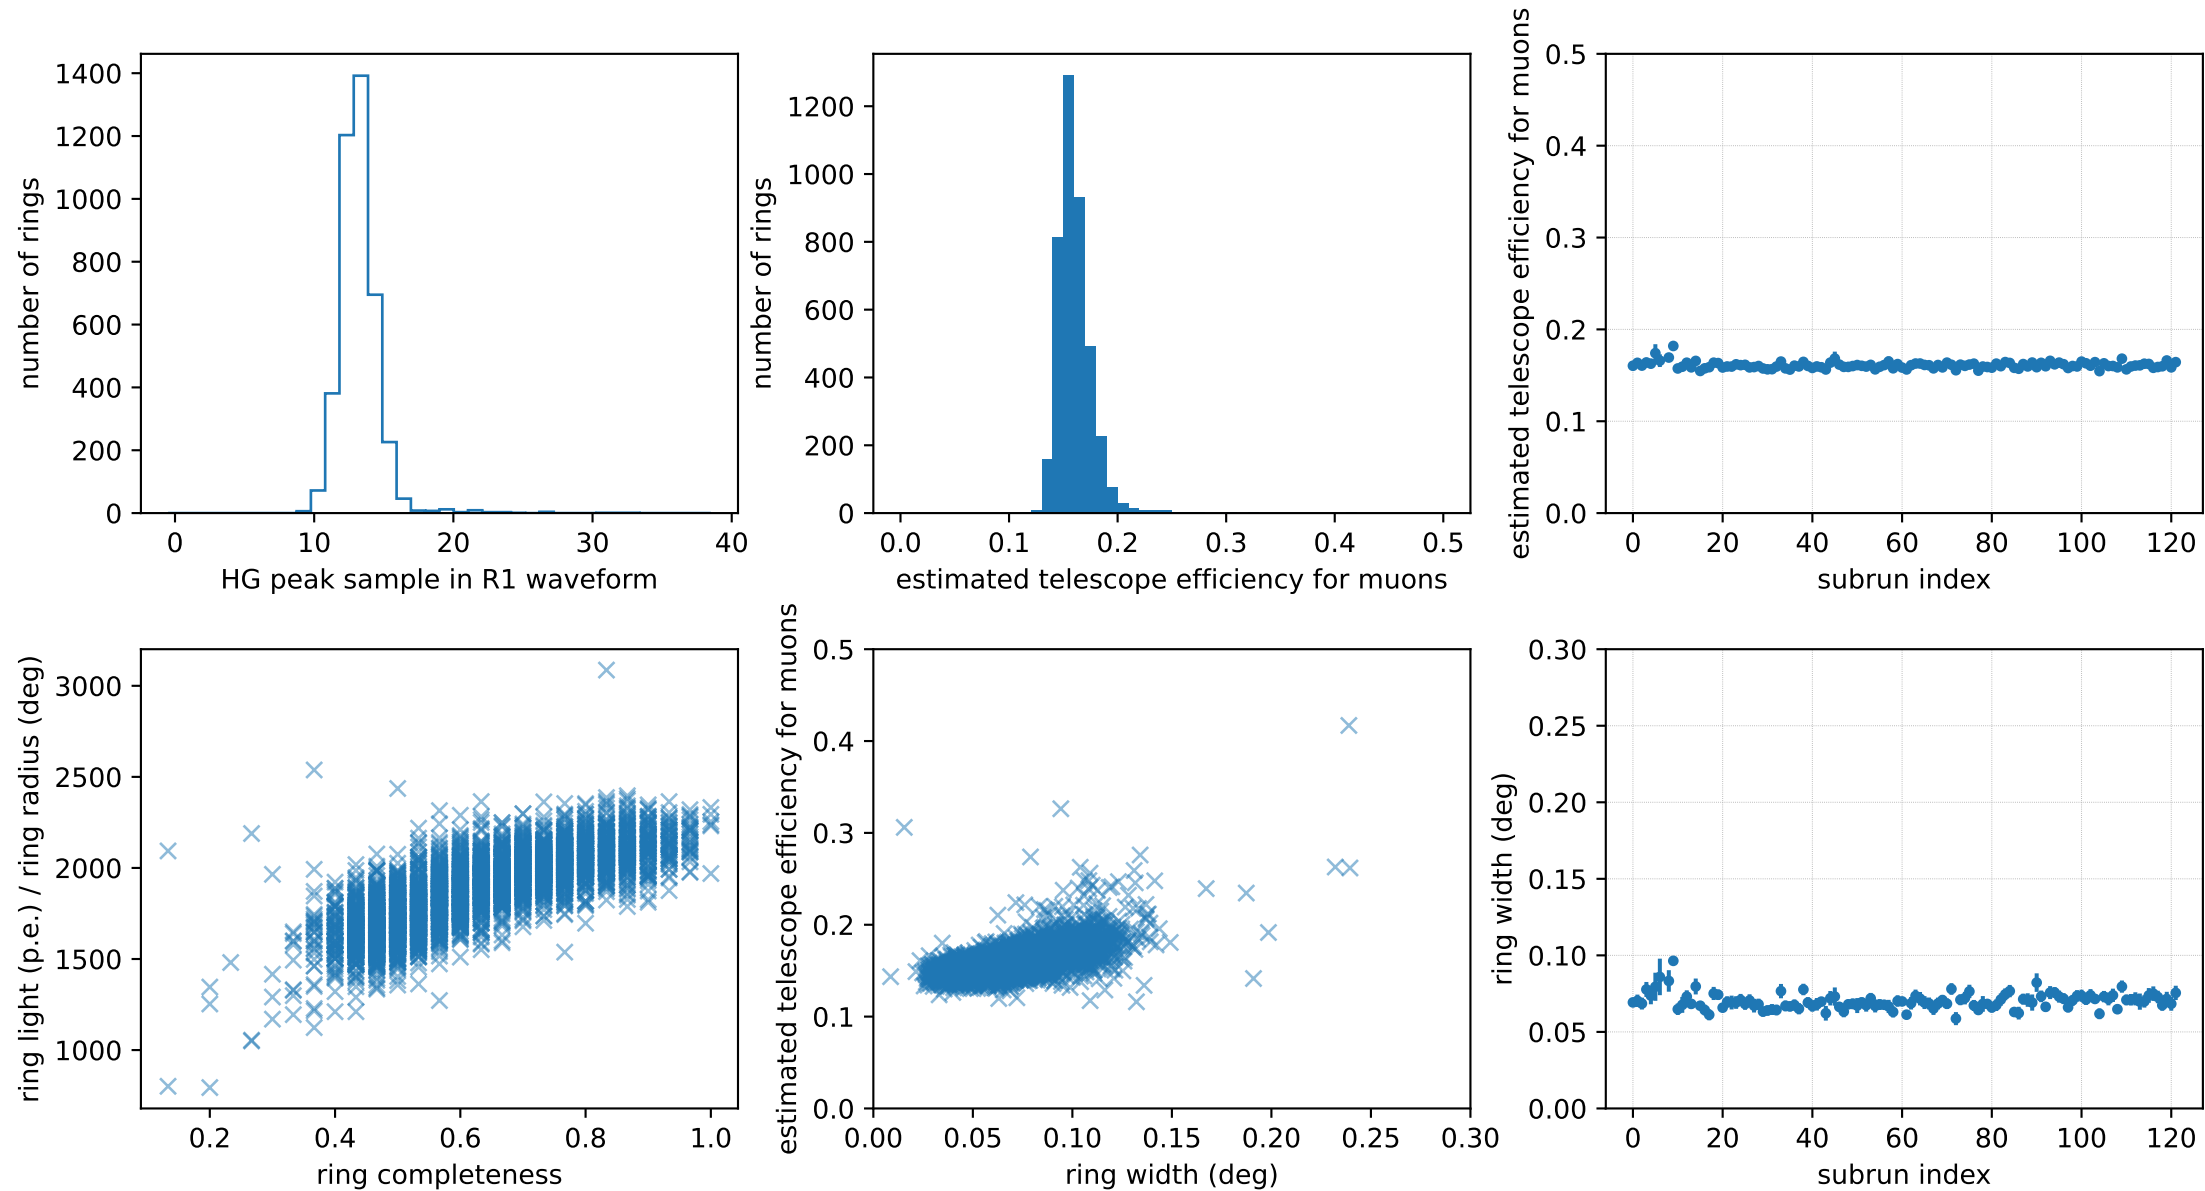 number of rings
1400
1200
1000
800
600
400
200
0
0 10 20 30 40
HG peak sample in R1 waveform
number of rings
1200
1000
800
600
400
200
0
0.0 0.1 0.2 0.3 0.4 0.5
estimated telescope efficiency for muons
estimated telescope efficiency for muons
0.5
0.4
0.3
0.2
0.1
0.0
0 20 40 60 80 100 120
subrun index
ring light (p.e.) / ring radius (deg)
3000
2500
2000
1500
1000
0.2 0.4 0.6 0.8 1.0
ring completeness
estimated telescope efficiency for muons
0.5
0.4
0.3
0.2
0.1
0.0
0.00 0.05 0.10 0.15 0.20 0.25 0.30
ring width (deg)
ring width (deg)
0.30
0.25
0.20
0.15
0.10
0.05
0.00
0 20 40 60 80 100 120
subrun index